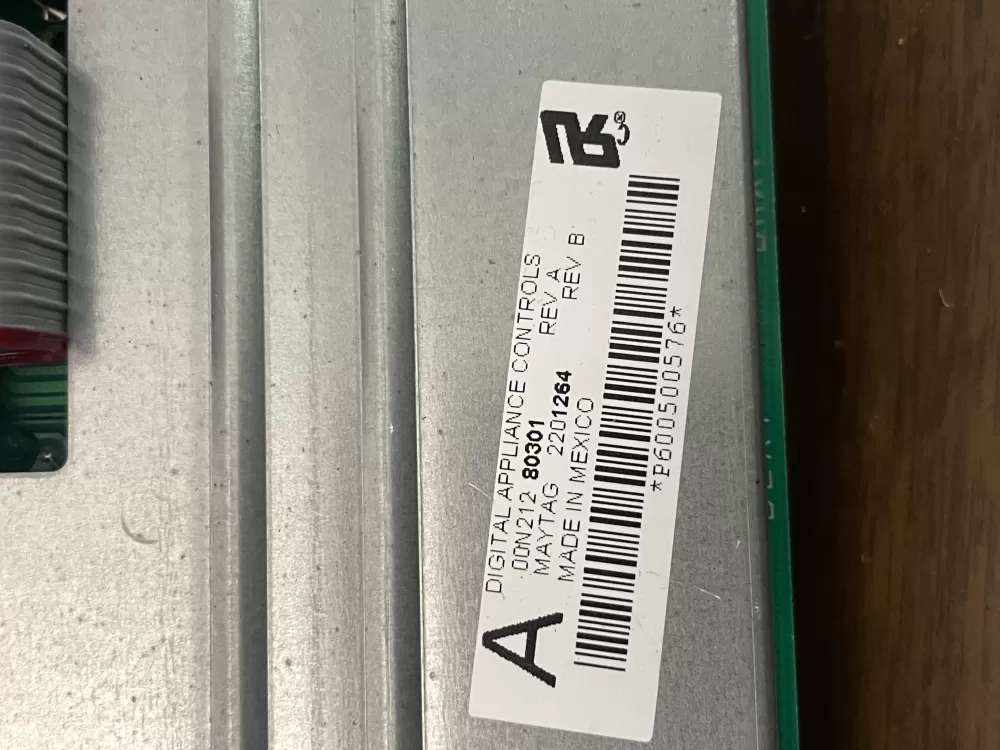 DIGITAL APPLIANCE CONTROLS
00N212 80301 REV A
MAYTAG 2201264 REV B
MADE IN MEXICO
*P600500576*
A